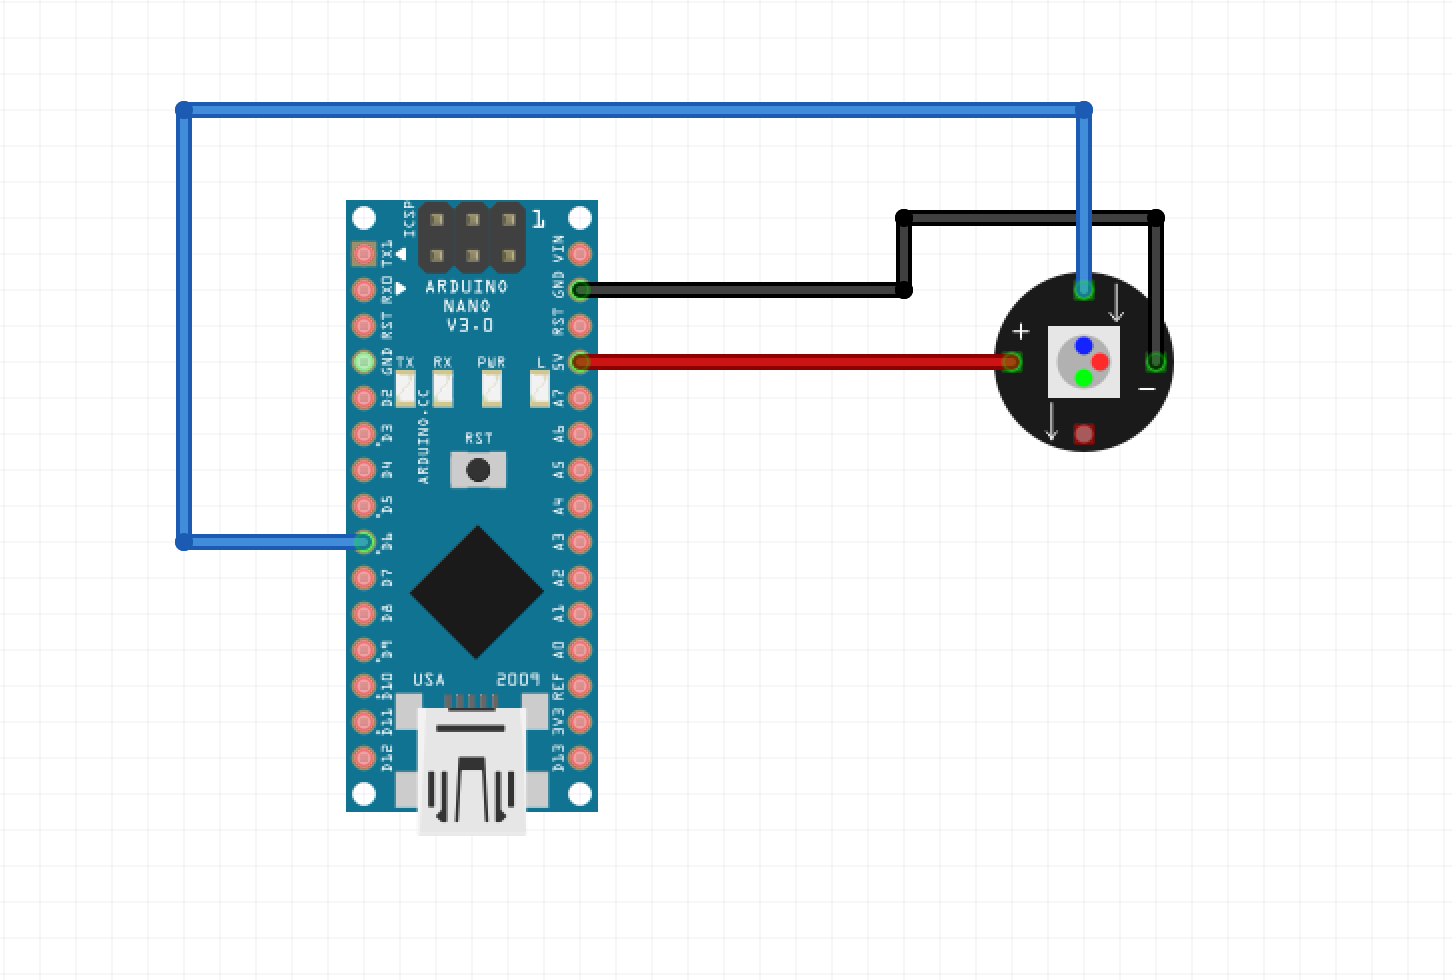 ICSP
1
TX1
RX0
RST
GND
D2
D3
D4
D5
D6
D7
D8
D9
D10
D11
D12
VIN
GND
RST
5V
A7
A6
A5
A4
A3
A2
A1
A0
REF
3V3
D13
ARDUINO
NANO
V3.0
TX RX PWR L
ARDUINO.CC
RST
USA 2009
+
−